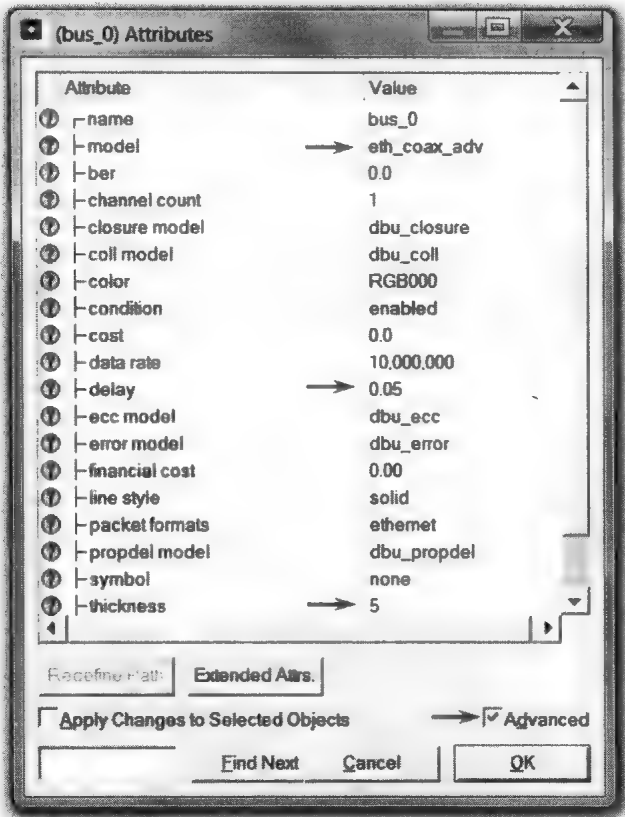 (bus_0) Attributes
Attribute Value
name bus_0
model eth_coax_adv
ber 0.0
channel count 1
closure model dbu_closure
coll model dbu_coll
color RGB000
condition enabled
cost 0.0
data rate 10,000,000
delay 0.05
ecc model dbu_ecc
error model dbu_error
financial cost 0.00
line style solid
packet formats ethernet
propdel model dbu_propdel
symbol none
thickness 5
Redefine Path Extended Attrs.
Apply Changes to Selected Objects Advanced
Find Next Cancel OK